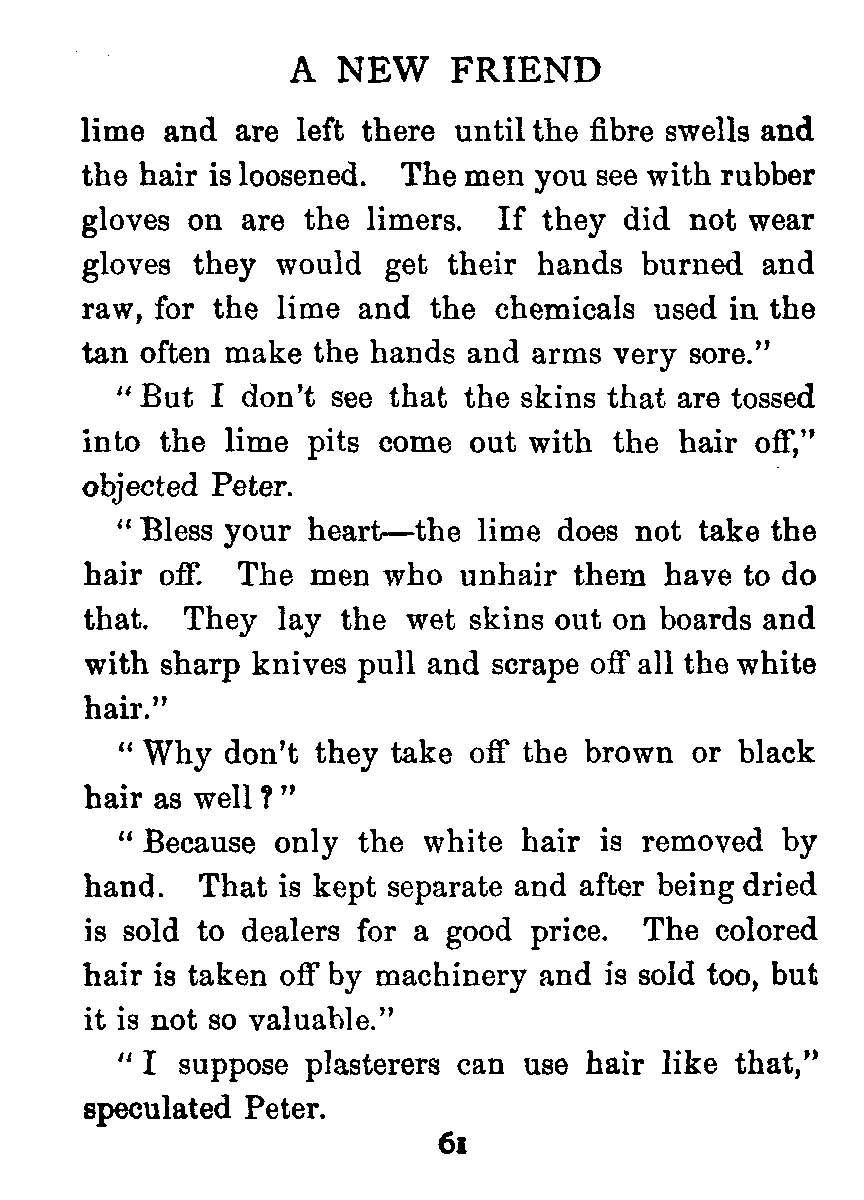 A NEW FRIEND
lime and are left there until the fibre swells and
the hair is loosened. The men you see with rubber
gloves on are the limers. If they did not wear
gloves they would get their hands burned and
raw, for the lime and the chemicals used in the
tan often make the hands and arms very sore.”
“But I don’t see that the skins that are tossed
into the lime pits come out with the hair off,”
objected Peter.
“Bless your heart—the lime does not take the
hair off. The men who unhair them have to do
that. They lay the wet skins out on boards and
with sharp knives pull and scrape off all the white
hair.”
“Why don’t they take off the brown or black
hair as well?”
“Because only the white hair is removed by
hand. That is kept separate and after being dried
is sold to dealers for a good price. The colored
hair is taken off by machinery and is sold too, but
it is not so valuable.”
“I suppose plasterers can use hair like that,”
speculated Peter.
61